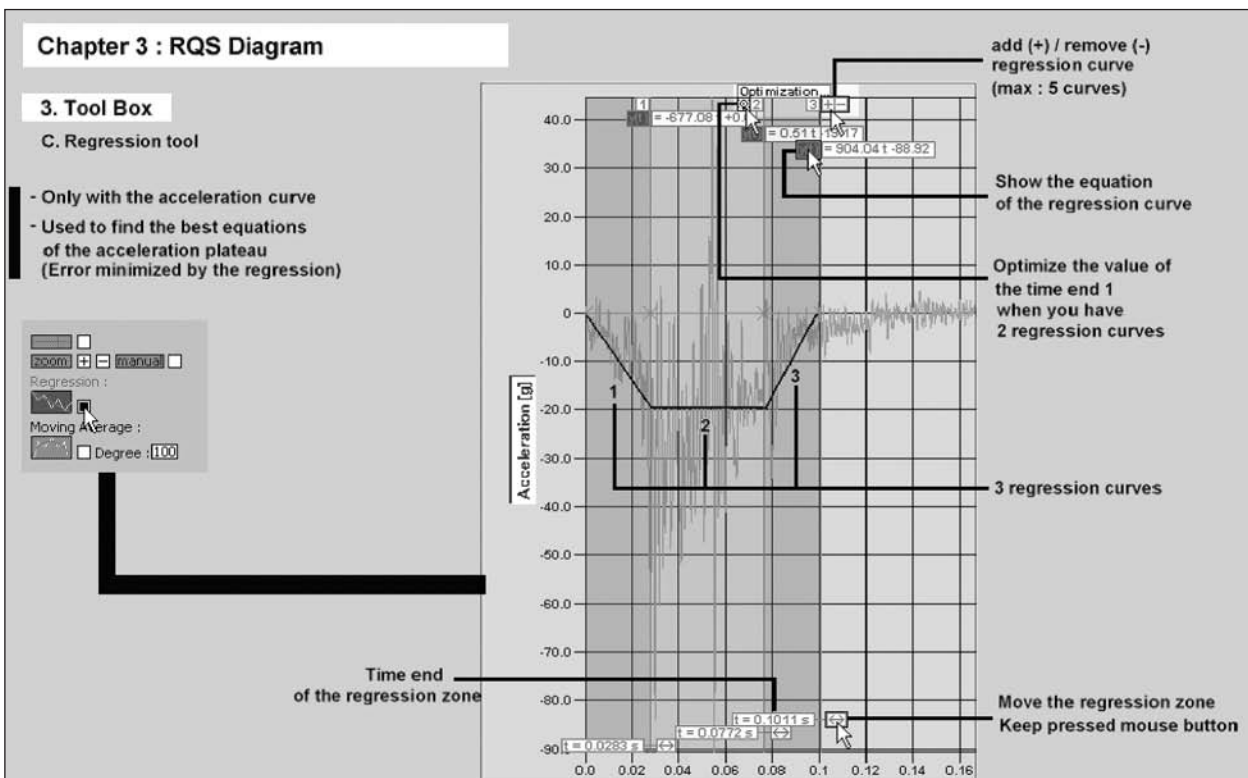 Chapter 3 : RQS Diagram
3. Tool Box
C. Regression tool
- Only with the acceleration curve
- Used to find the best equations
of the acceleration plateau
(Error minimized by the regression)
zoom + - manual
Regression :
Moving Average :
Degree : 100
add (+) / remove (-)
regression curve
(max : 5 curves)
Optimization
1 2 3 + -
= -677.08
= 0.51 t -19.17
= 904.04 t -88.92
Show the equation
of the regression curve
Optimize the value of
the time end 1
when you have
2 regression curves
40.0
30.0
20.0
10.0
0
-10.0
-20.0
-30.0
-40.0
-50.0
-60.0
-70.0
-80.0
-90.0
Acceleration [g]
1
2
3
3 regression curves
Time end
of the regression zone
t = 0.1011 s
t = 0.0772 s
t = 0.0283 s
Move the regression zone
Keep pressed mouse button
0.0 0.02 0.04 0.06 0.08 0.1 0.12 0.14 0.16